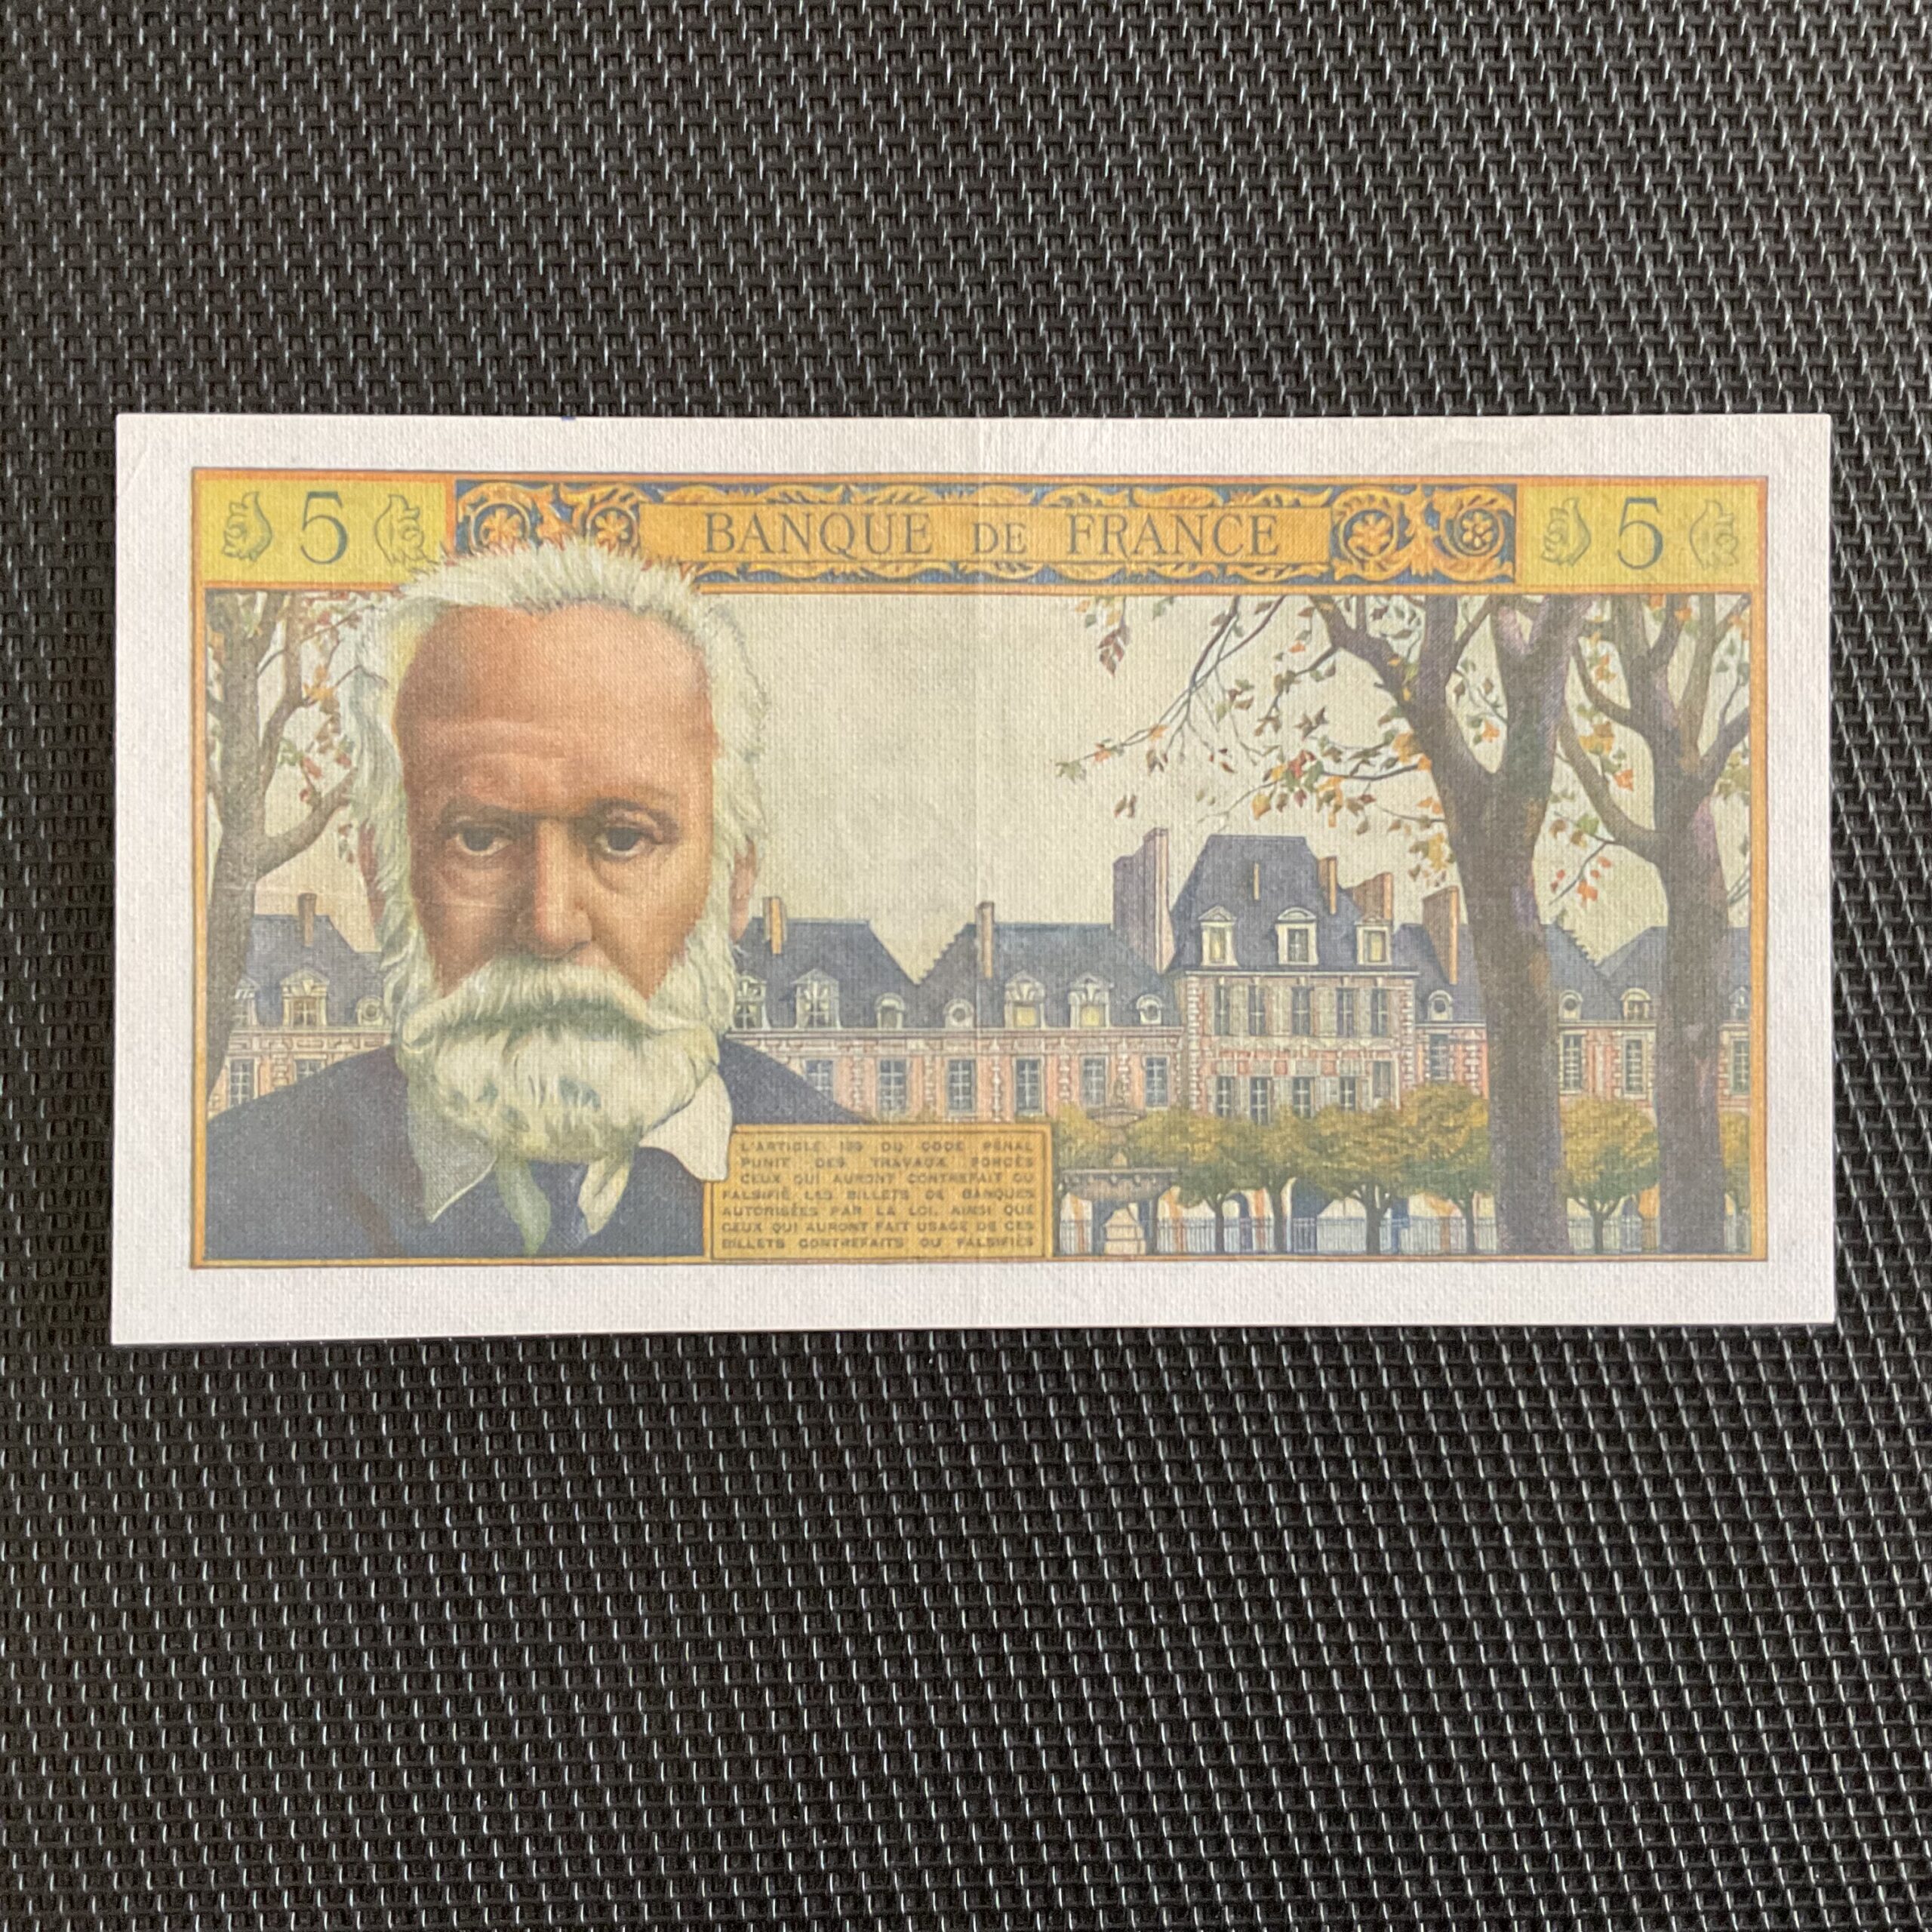 5 BANQUE DE FRANCE 5
L'ARTICLE 139 DU CODE PÉNAL
PUNIT DES TRAVAUX FORCÉS
CEUX QUI AURONT CONTREFAIT OU
FALSIFIÉ LES BILLETS DE BANQUES
AUTORISÉES PAR LA LOI, AINSI QUE
CEUX QUI AURONT FAIT USAGE DE CES
BILLETS CONTREFAITS OU FALSIFIÉS